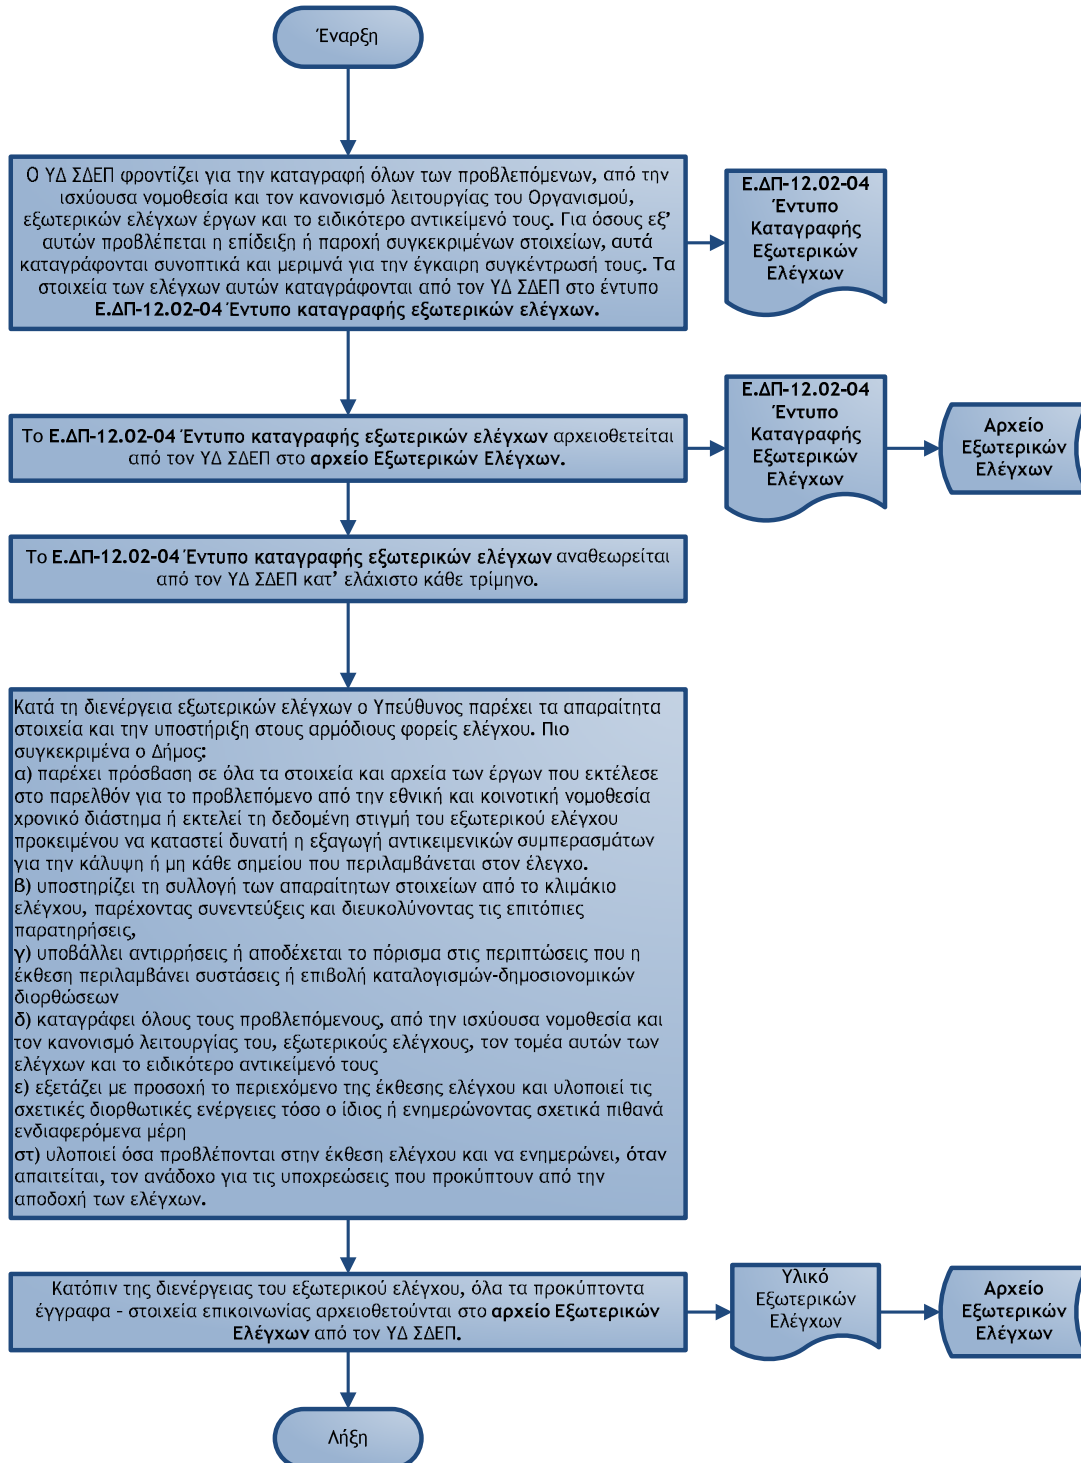 Έναρξη
Ο ΥΔ ΣΔΕΠ φροντίζει για την καταγραφή όλων των προβλεπόμενων, από την
ισχύουσα νομοθεσία και τον κανονισμό λειτουργίας του Οργανισμού,
εξωτερικών ελέγχων έργων και το ειδικότερο αντικείμενό τους. Για όσους εξ’
αυτών προβλέπεται η επίδειξη ή παροχή συγκεκριμένων στοιχείων, αυτά
καταγράφονται συνοπτικά και μεριμνά για την έγκαιρη συγκέντρωσή τους. Τα
στοιχεία των ελέγχων αυτών καταγράφονται από τον ΥΔ ΣΔΕΠ στο έντυπο
Ε.ΔΠ-12.02-04 Έντυπο καταγραφής εξωτερικών ελέγχων.
Ε.ΔΠ-12.02-04
Έντυπο
Καταγραφής
Εξωτερικών
Ελέγχων
Το Ε.ΔΠ-12.02-04 Έντυπο καταγραφής εξωτερικών ελέγχων αρχειοθετείται
από τον ΥΔ ΣΔΕΠ στο αρχείο Εξωτερικών Ελέγχων.
Ε.ΔΠ-12.02-04
Έντυπο
Καταγραφής
Εξωτερικών
Ελέγχων
Αρχείο
Εξωτερικών
Ελέγχων
Το Ε.ΔΠ-12.02-04 Έντυπο καταγραφής εξωτερικών ελέγχων αναθεωρείται
από τον ΥΔ ΣΔΕΠ κατ’ ελάχιστο κάθε τρίμηνο.
Κατά τη διενέργεια εξωτερικών ελέγχων ο Υπεύθυνος παρέχει τα απαραίτητα
στοιχεία και την υποστήριξη στους αρμόδιους φορείς ελέγχου. Πιο
συγκεκριμένα ο Δήμος:
α) παρέχει πρόσβαση σε όλα τα στοιχεία και αρχεία των έργων που εκτέλεσε
στο παρελθόν για το προβλεπόμενο από την εθνική και κοινοτική νομοθεσία
χρονικό διάστημα ή εκτελεί τη δεδομένη στιγμή του εξωτερικού ελέγχου
προκειμένου να καταστεί δυνατή η εξαγωγή αντικειμενικών συμπερασμάτων
για την κάλυψη ή μη κάθε σημείου που περιλαμβάνεται στον έλεγχο.
β) υποστηρίζει τη συλλογή των απαραίτητων στοιχείων από το κλιμάκιο
ελέγχου, παρέχοντας συνεντεύξεις και διευκολύνοντας τις επιτόπιες
παρατηρήσεις,
γ) υποβάλλει αντιρρήσεις ή αποδέχεται το πόρισμα στις περιπτώσεις που η
έκθεση περιλαμβάνει συστάσεις ή επιβολή καταλογισμών-δημοσιονομικών
διορθώσεων
δ) καταγράφει όλους τους προβλεπόμενους, από την ισχύουσα νομοθεσία και
τον κανονισμό λειτουργίας του, εξωτερικούς ελέγχους, τον τομέα αυτών των
ελέγχων και το ειδικότερο αντικείμενό τους
ε) εξετάζει με προσοχή το περιεχόμενο της έκθεσης ελέγχου και υλοποιεί τις
σχετικές διορθωτικές ενέργειες τόσο ο ίδιος ή ενημερώνοντας σχετικά πιθανά
ενδιαφερόμενα μέρη
στ) υλοποιεί όσα προβλέπονται στην έκθεση ελέγχου και να ενημερώνει, όταν
απαιτείται, τον ανάδοχο για τις υποχρεώσεις που προκύπτουν από την
αποδοχή των ελέγχων.
Κατόπιν της διενέργειας του εξωτερικού ελέγχου, όλα τα προκύπτοντα
έγγραφα - στοιχεία επικοινωνίας αρχειοθετούνται στο αρχείο Εξωτερικών
Ελέγχων από τον ΥΔ ΣΔΕΠ.
Υλικό
Εξωτερικών
Ελέγχων
Αρχείο
Εξωτερικών
Ελέγχων
Λήξη